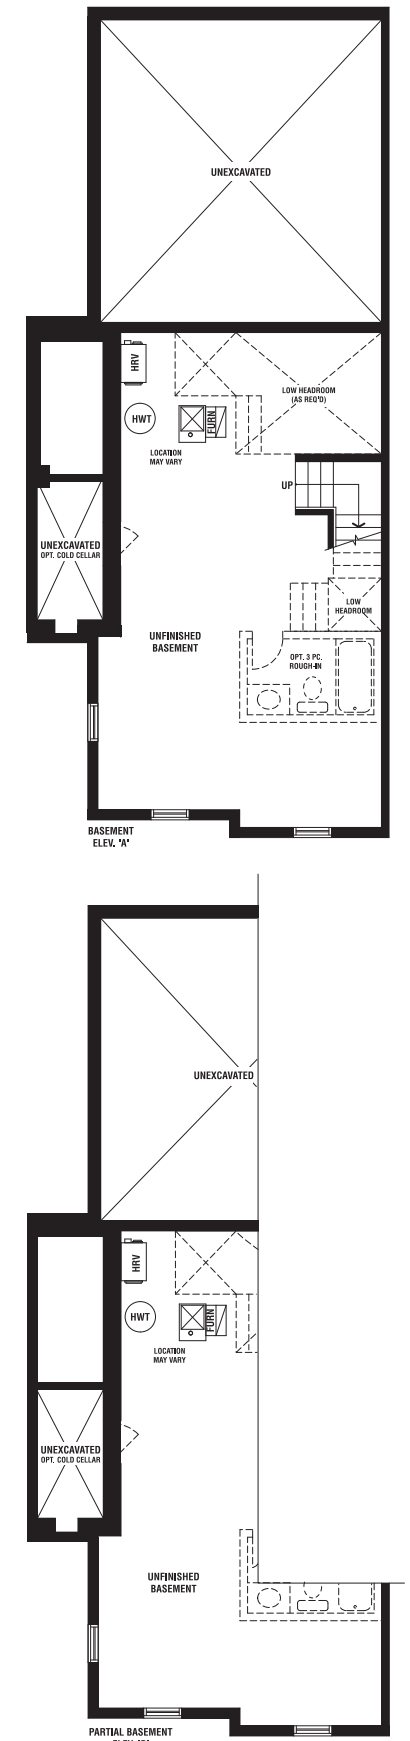 UNEXCAVATED
HRV
LOW HEADROOM
(AS REQ'D)
HWT
FURN
LOCATION
MAY VARY
UP
UNEXCAVATED
OPT. COLD CELLAR
LOW
HEADROOM
UNFINISHED
BASEMENT
OPT. 3 PC.
ROUGH-IN
BASEMENT
ELEV. 'A'
UNEXCAVATED
HRV
HWT
FURN
LOCATION
MAY VARY
UNEXCAVATED
OPT. COLD CELLAR
UNFINISHED
BASEMENT
PARTIAL BASEMENT